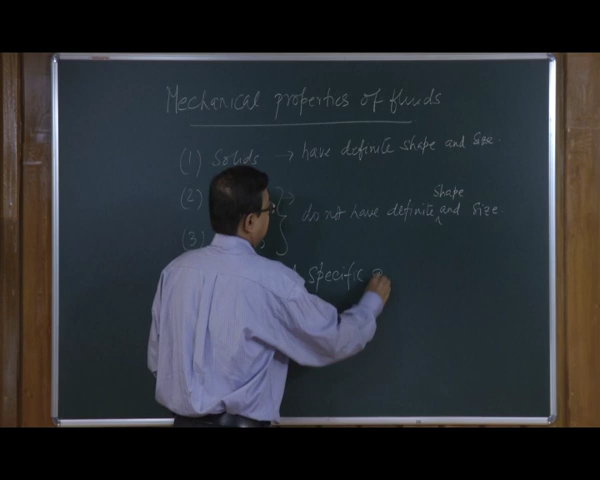 Mechanical properties of fluids
(1) Solids → have definite shape and size.
(2)
shape
do not have definite ^ and size.
(3)
specific